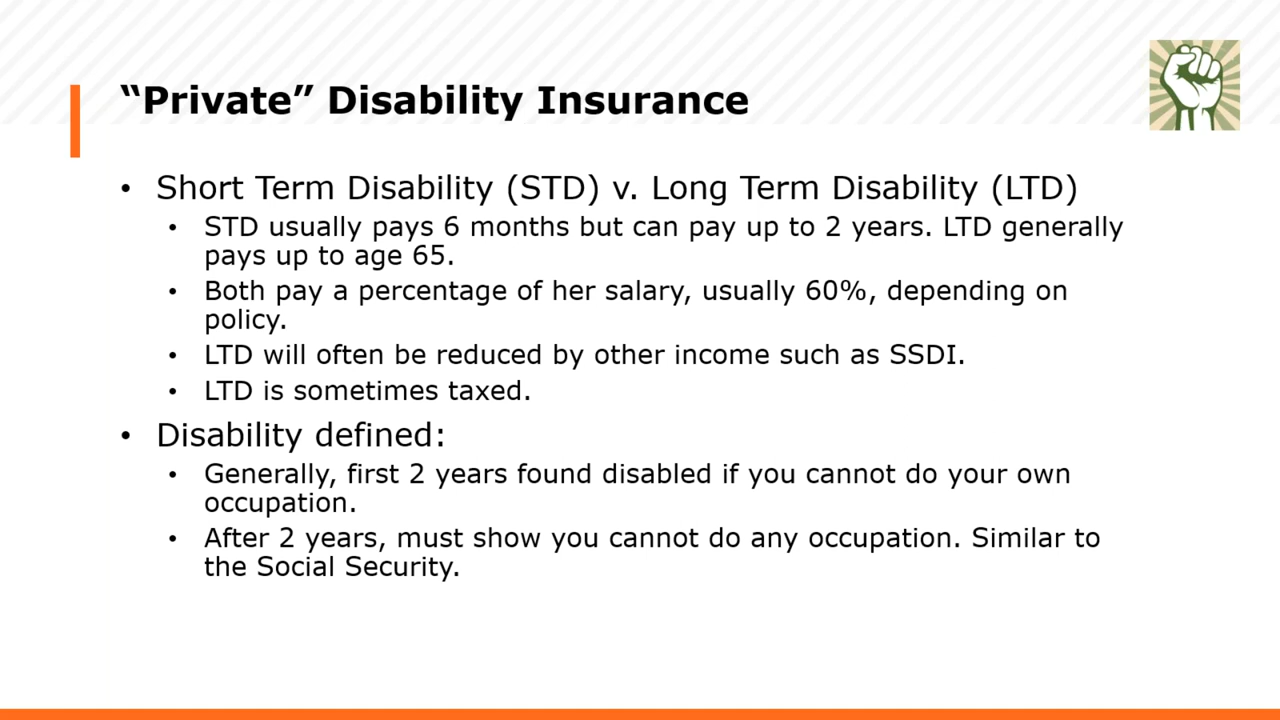 “Private” Disability Insurance
• Short Term Disability (STD) v. Long Term Disability (LTD)
• STD usually pays 6 months but can pay up to 2 years. LTD generally
pays up to age 65.
• Both pay a percentage of her salary, usually 60%, depending on
policy.
• LTD will often be reduced by other income such as SSDI.
• LTD is sometimes taxed.
• Disability defined:
• Generally, first 2 years found disabled if you cannot do your own
occupation.
• After 2 years, must show you cannot do any occupation. Similar to
the Social Security.